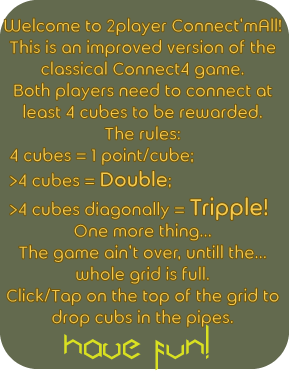 Welcome to 2player Connect'mAll!
This is an improved version of the
classical Connect4 game.
Both players need to connect at
least 4 cubes to be rewarded.
The rules:
4 cubes = 1 point/cube;
>4 cubes = Double;
>4 cubes diagonally = Tripple!
One more thing...
The game ain't over, untill the...
whole grid is full.
Click/Tap on the top of the grid to
drop cubs in the pipes.
have fun!